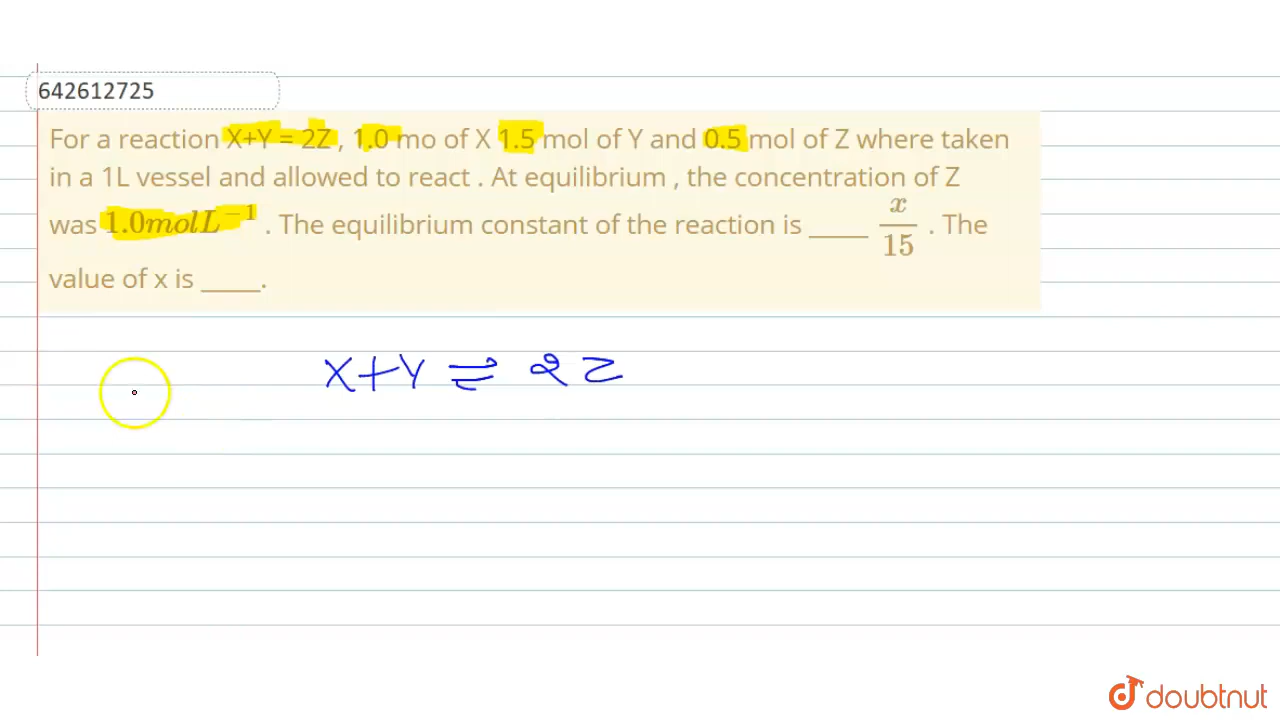 642612725
For a reaction X+Y = 2Z , 1.0 mo of X 1.5 mol of Y and 0.5 mol of Z where taken
in a 1L vessel and allowed to react . At equilibrium , the concentration of Z
was 1.0molL⁻¹ . The equilibrium constant of the reaction is ____ x/15 . The
value of x is ____.
X+Y ⇌ 2Z
doubtnut